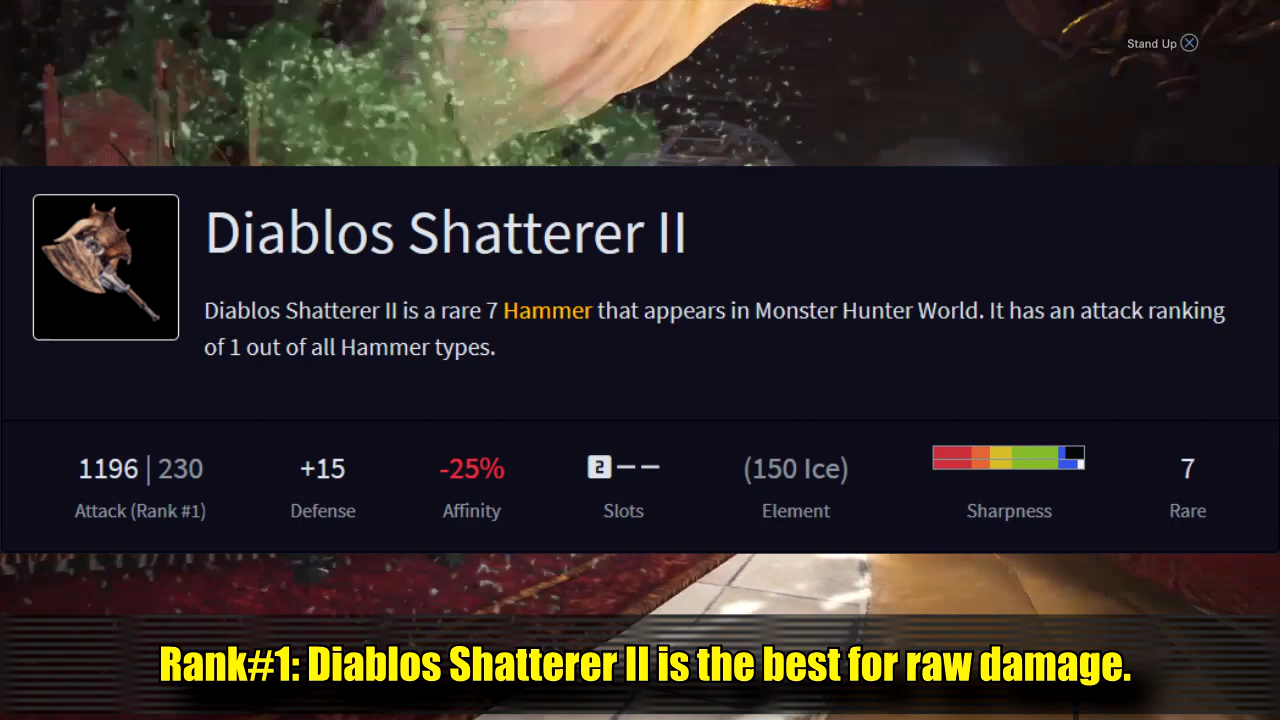 Stand Up
Diablos Shatterer II
Diablos Shatterer II is a rare 7 Hammer that appears in Monster Hunter World. It has an attack ranking
of 1 out of all Hammer types.
1196 | 230 +15 -25% 2 – – (150 Ice) 7
Attack (Rank #1) Defense Affinity Slots Element Sharpness Rare
Rank#1: Diablos Shatterer II is the best for raw damage.